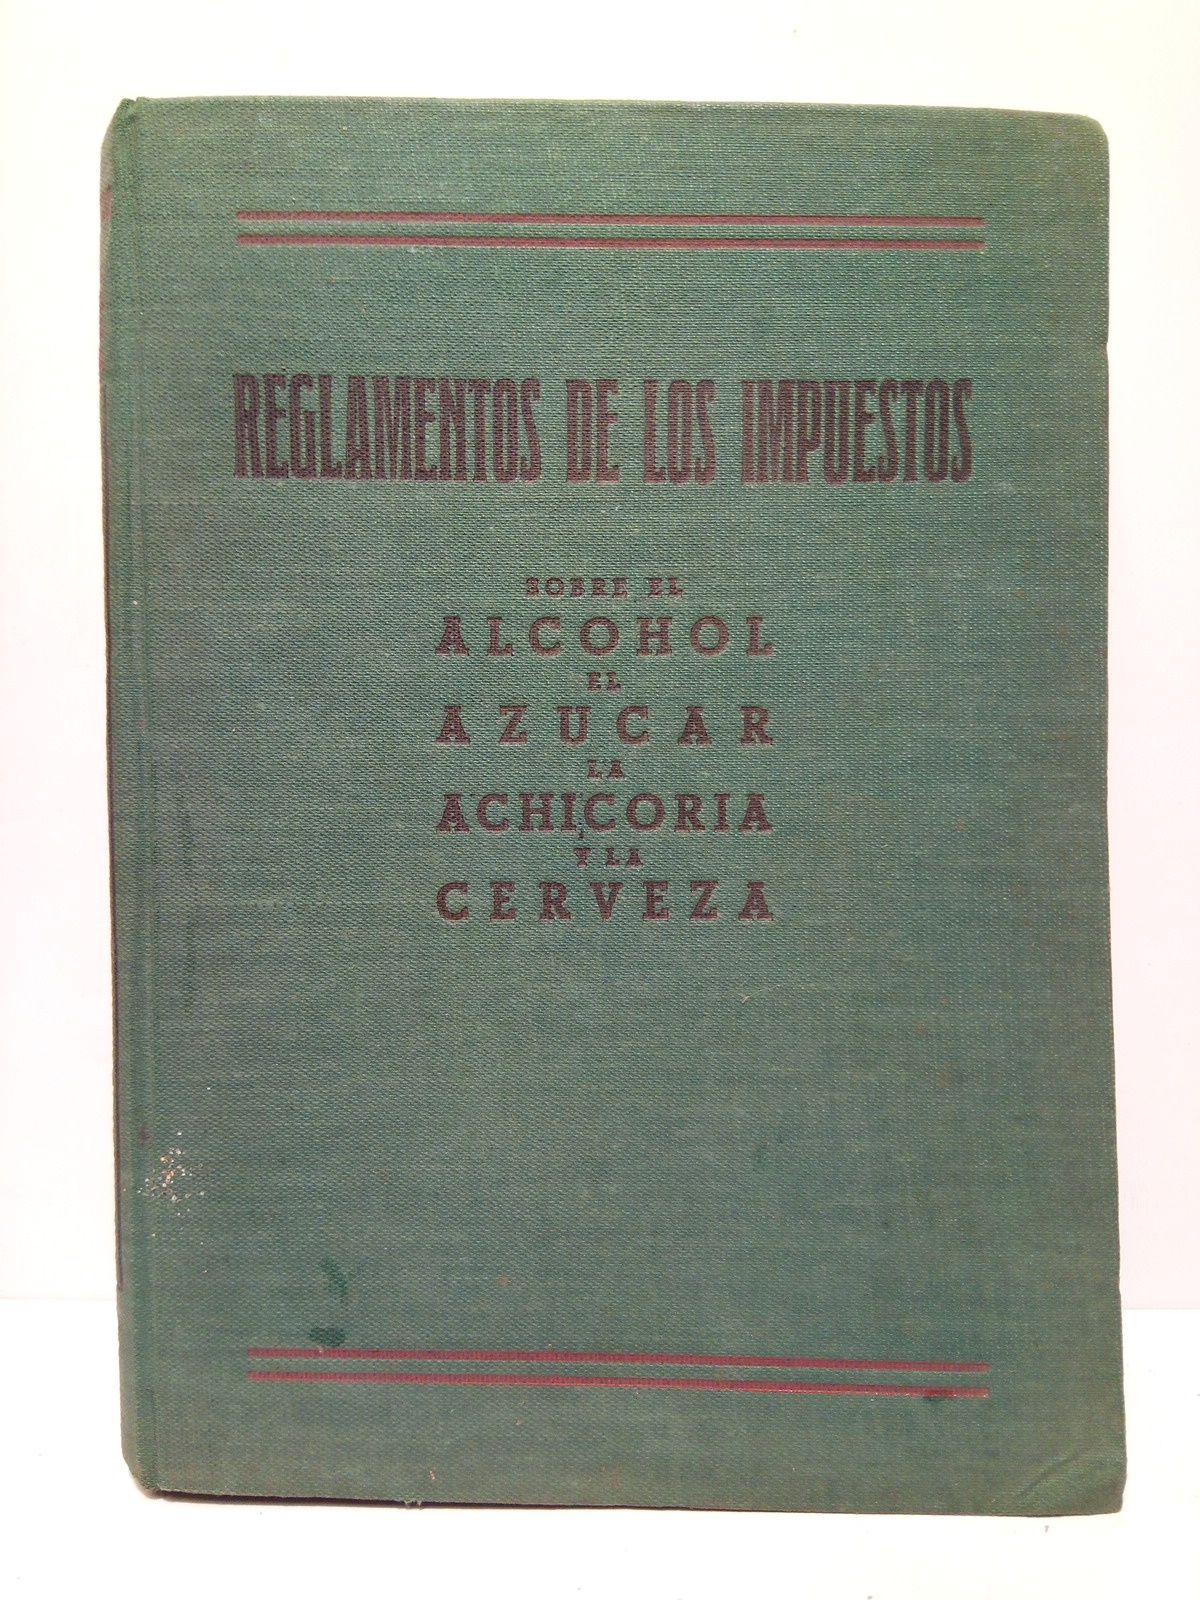 REGLAMENTOS DE LOS IMPUESTOS
SOBRE EL
ALCOHOL
EL
AZUCAR
LA
ACHICORIA
Y LA
CERVEZA